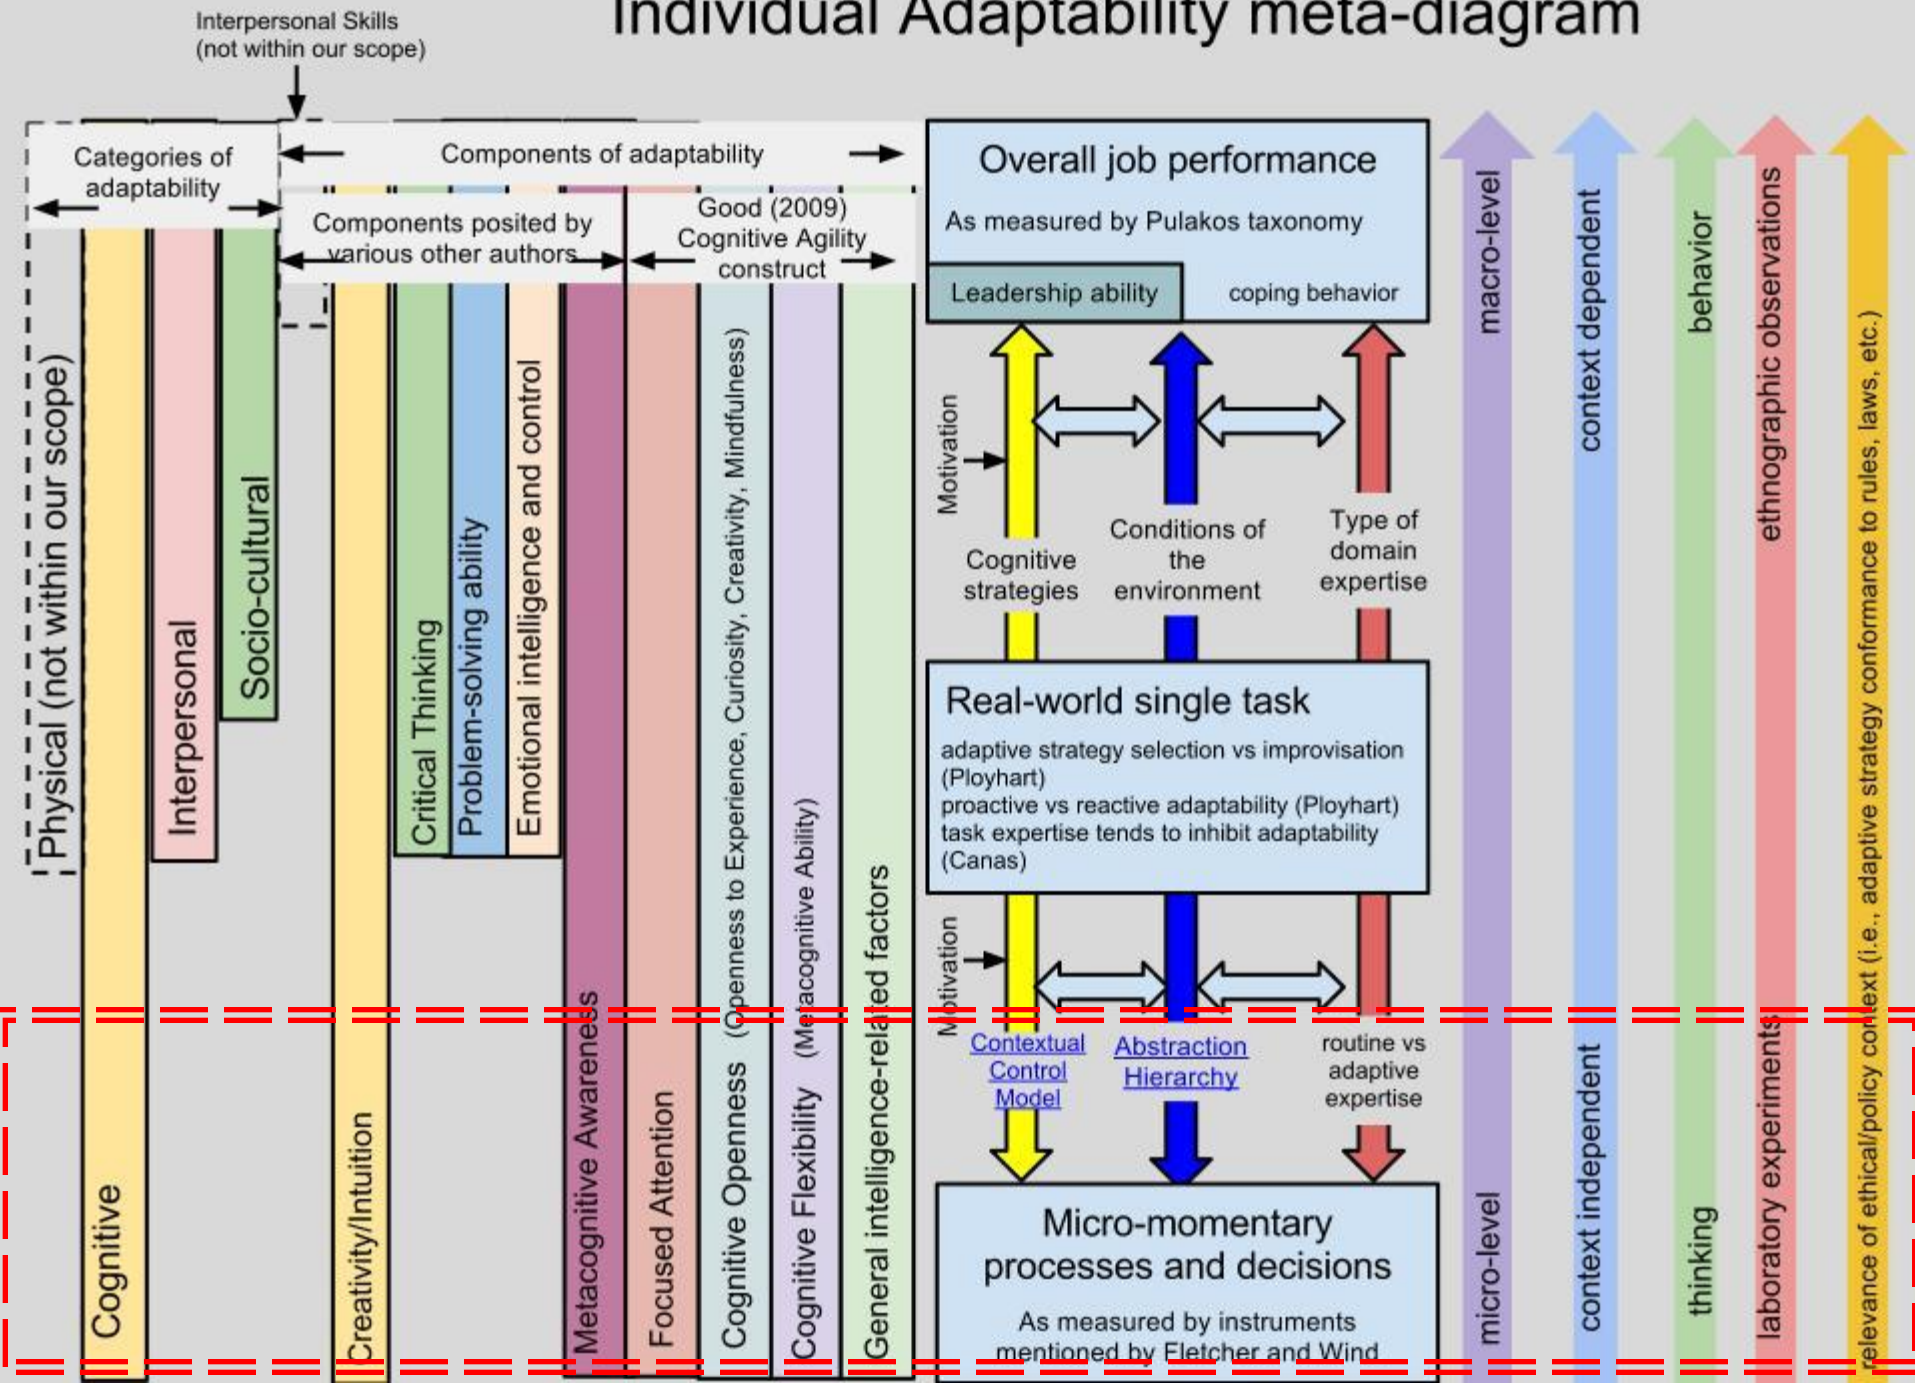 Individual Adaptability meta-diagram
Interpersonal Skills
(not within our scope)
Categories of
adaptability
Components of adaptability
Components posited by
various other authors
Good (2009)
Cognitive Agility
construct
Physical (not within our scope)
Cognitive
Interpersonal
Socio-cultural
Creativity/Intuition
Critical Thinking
Problem-solving ability
Emotional intelligence and control
Metacognitive Awareness
Focused Attention
Cognitive Openness (Openness to Experience, Curiosity, Creativity, Mindfulness)
Cognitive Flexibility (Metacognitive Ability)
General intelligence-related factors
Overall job performance
As measured by Pulakos taxonomy
Leadership ability
coping behavior
Motivation
Cognitive
strategies
Conditions of
the
environment
Type of
domain
expertise
Real-world single task
adaptive strategy selection vs improvisation
(Ployhart)
proactive vs reactive adaptability (Ployhart)
task expertise tends to inhibit adaptability
(Canas)
Motivation
Contextual
Control
Model
Abstraction
Hierarchy
routine vs
adaptive
expertise
Micro-momentary
processes and decisions
As measured by instruments
mentioned by Fletcher and Wind
macro-level
micro-level
context dependent
context independent
behavior
thinking
ethnographic observations
laboratory experiments
relevance of ethical/policy context (i.e., adaptive strategy conformance to rules, laws, etc.)